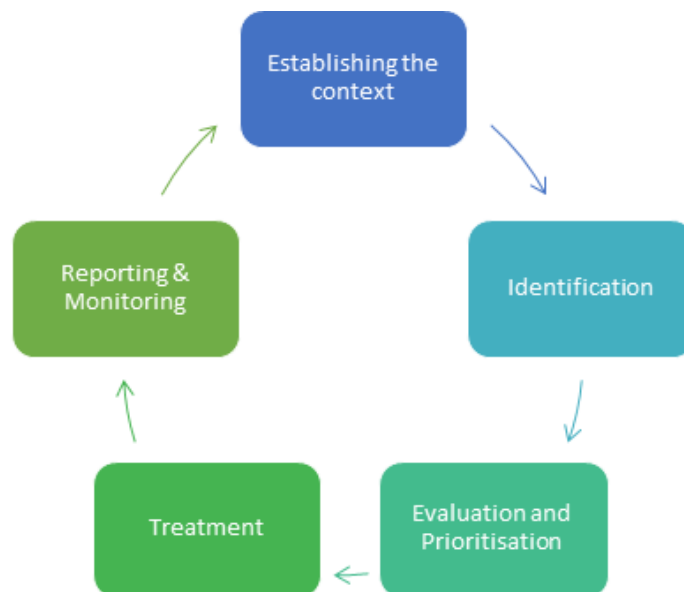 Establishing the
context
Identification
Evaluation and
Prioritisation
Treatment
Reporting &
Monitoring